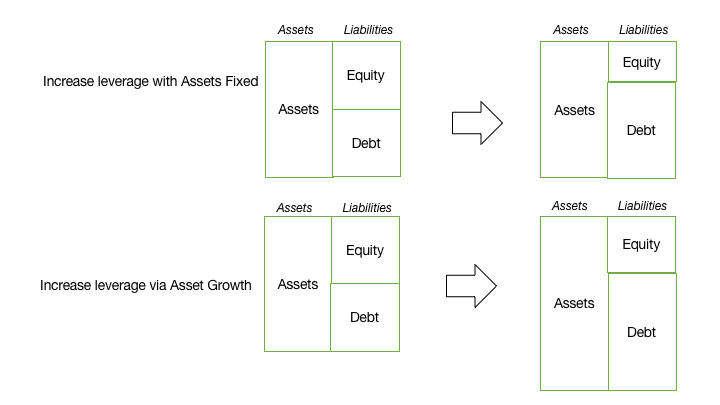 Assets Liabilities Assets Liabilities
Increase leverage with Assets Fixed
Assets Equity Debt
Assets Equity Debt
Assets Liabilities Assets Liabilities
Increase leverage via Asset Growth
Assets Equity Debt
Assets Equity Debt